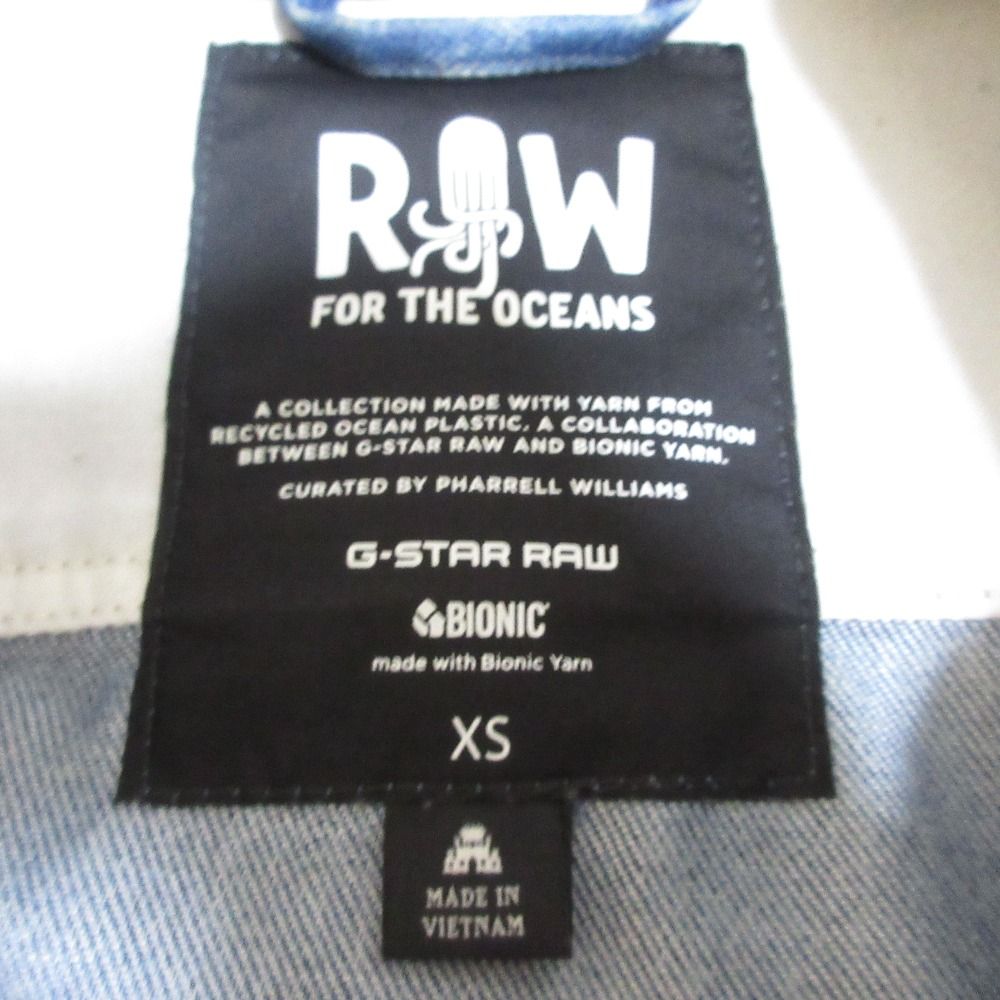 RAW
FOR THE OCEANS
A COLLECTION MADE WITH YARN FROM
RECYCLED OCEAN PLASTIC. A COLLABORATION
BETWEEN G-STAR RAW AND BIONIC YARN.
CURATED BY PHARRELL WILLIAMS
G-STAR RAW
BIONIC
made with Bionic Yarn
XS
MADE IN
VIETNAM